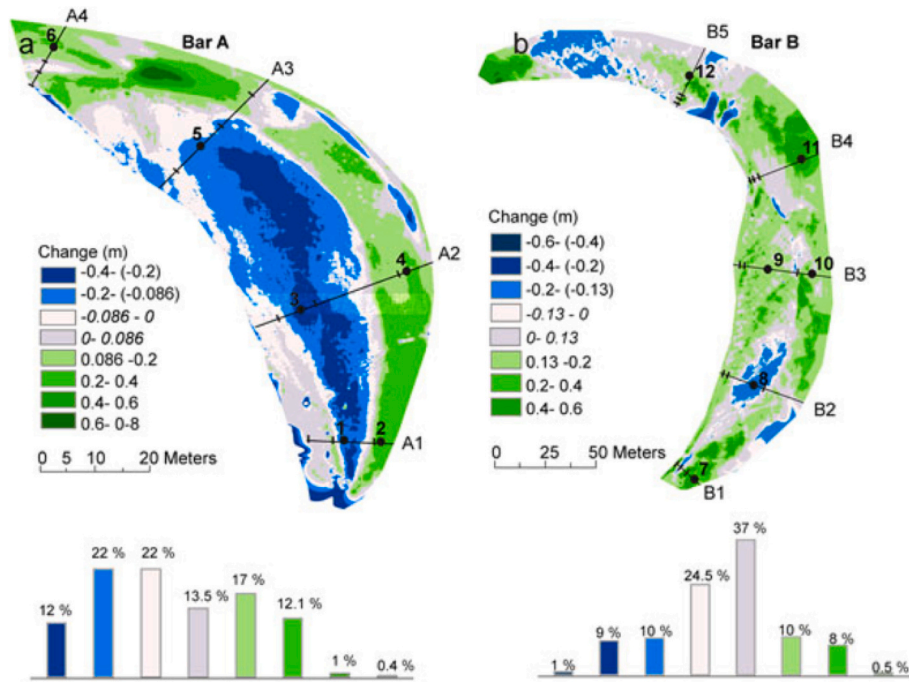 a
Bar A
A4
6
A3
5
A2
4
3
1
2
A1
Change (m)
-0.4- (-0.2)
-0.2- (-0.086)
-0.086 - 0
0- 0.086
0.086 -0.2
0.2- 0.4
0.4- 0.6
0.6- 0-8
0 5 10 20 Meters
12 %
22 %
22 %
13.5 %
17 %
12.1 %
1 %
0.4 %
b
Bar B
B5
12
B4
11
9
10
B3
8
B2
7
B1
Change (m)
-0.6- (-0.4)
-0.4- (-0.2)
-0.2- (-0.13)
-0.13 - 0
0- 0.13
0.13 -0.2
0.2- 0.4
0.4- 0.6
0 25 50 Meters
1 %
9 %
10 %
24.5 %
37 %
10 %
8 %
0.5 %